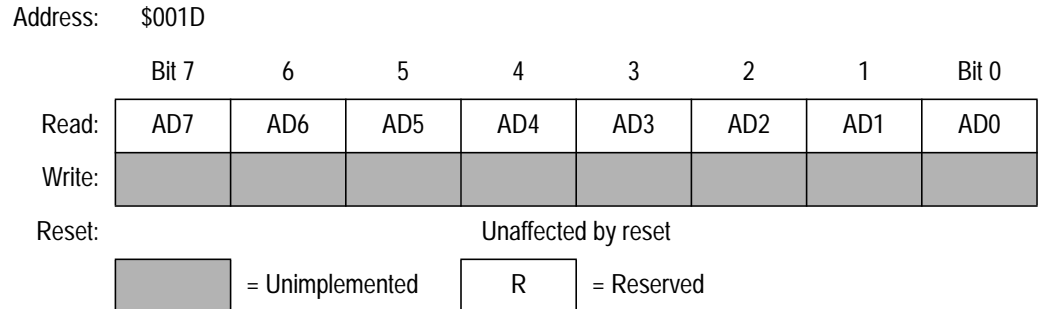 Address: $001D
Bit 7 6 5 4 3 2 1 Bit 0
Read: AD7 AD6 AD5 AD4 AD3 AD2 AD1 AD0
Write:
Reset: Unaffected by reset
= Unimplemented R = Reserved